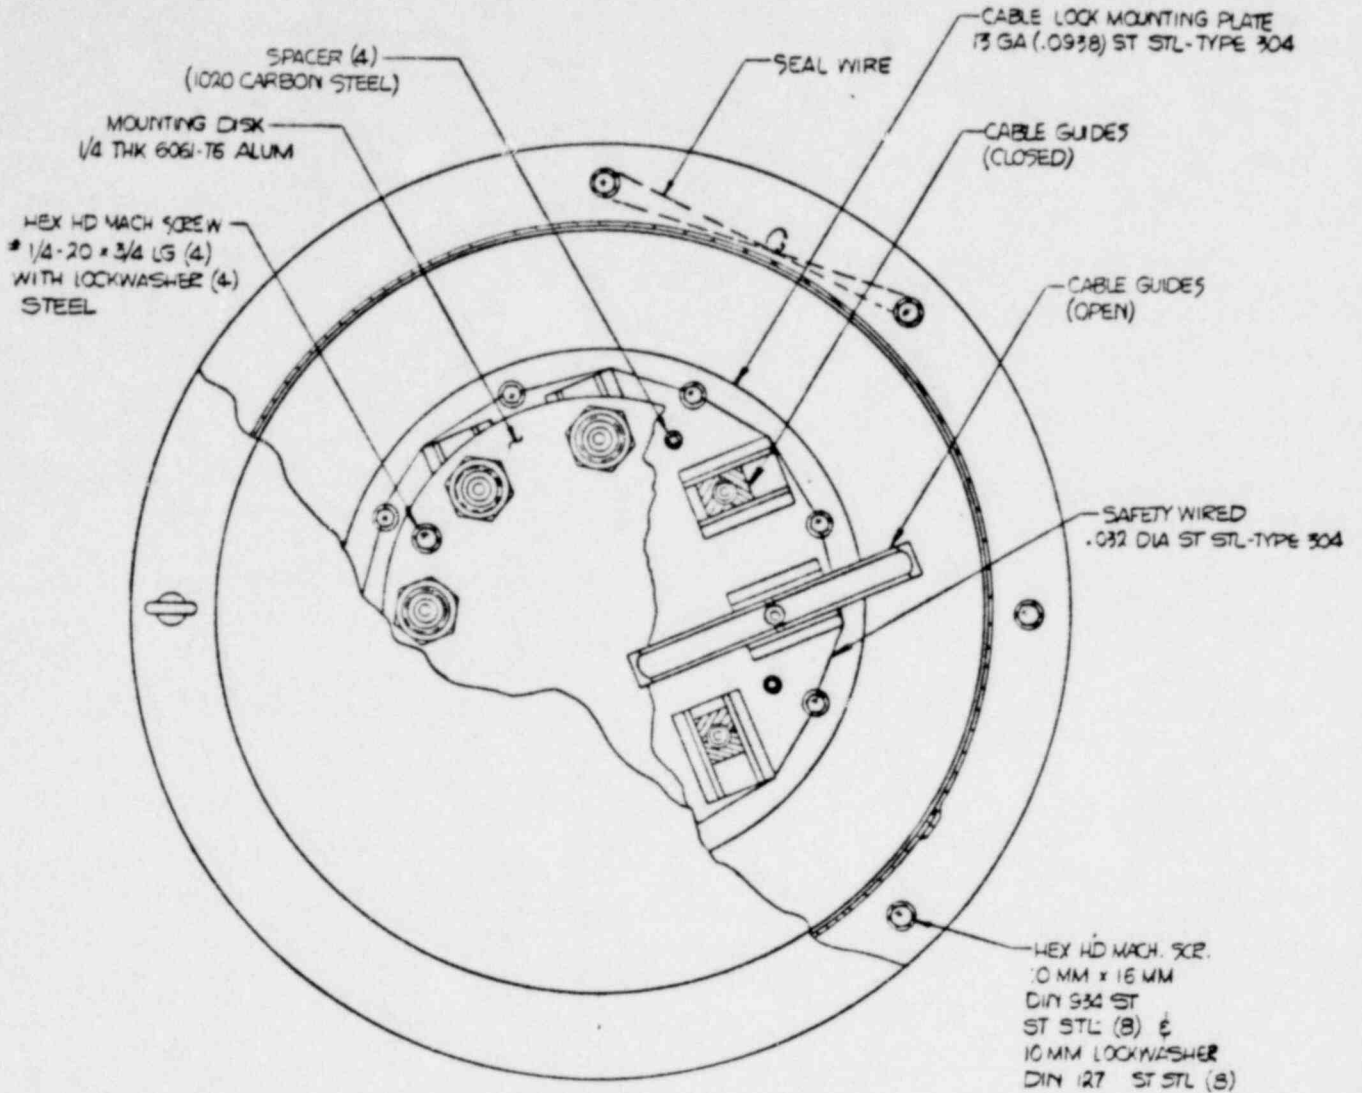 CABLE LOCK MOUNTING PLATE
13 GA (.0938) ST STL-TYPE 304
SPACER (4)
(1020 CARBON STEEL)
SEAL WIRE
MOUNTING DISK
1/4 THK 6061-T6 ALUM
CABLE GUIDES
(CLOSED)
HEX HD MACH SCREW
* 1/4-20 x 3/4 LG (4)
WITH LOCKWASHER (4)
STEEL
CABLE GUIDES
(OPEN)
SAFETY WIRED
.032 DIA ST STL-TYPE 304
HEX HD MACH. SCR.
10 MM x 16 MM
DIN 934 ST
ST STL (8) &
10 MM LOCKWASHER
DIN 127 ST STL (8)